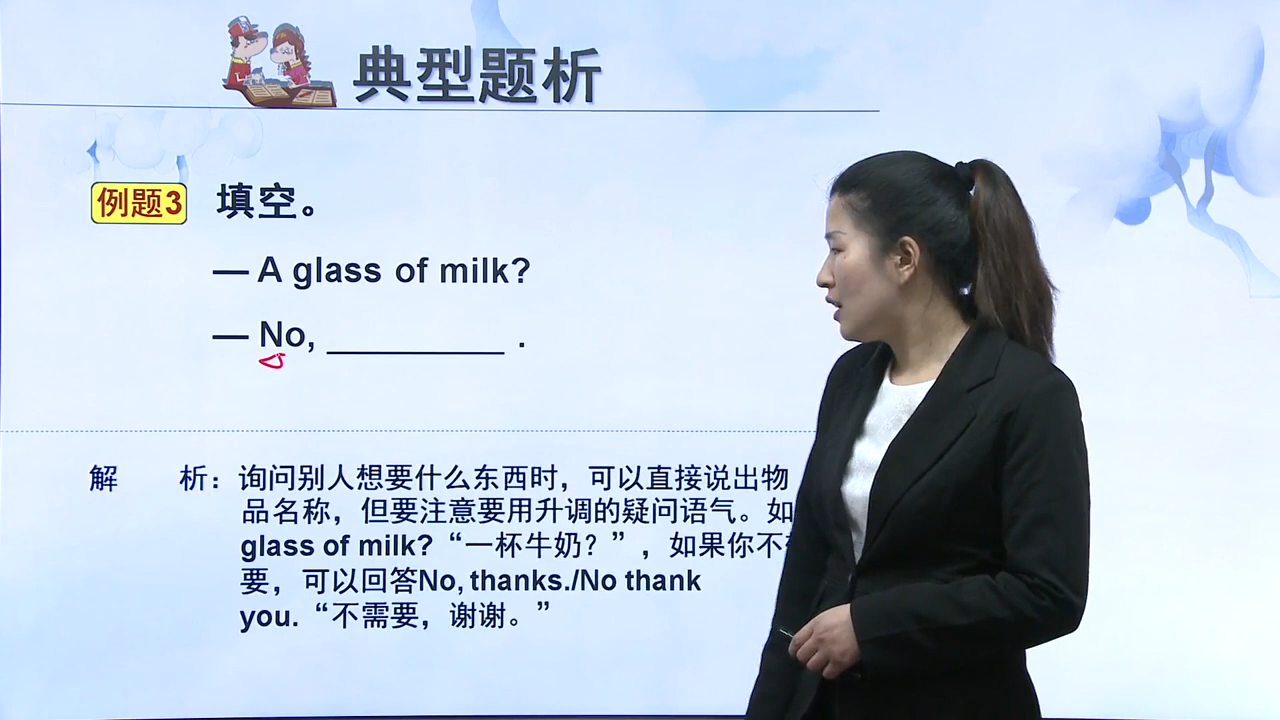 典型题析
例题3 填空。
— A glass of milk?
— No, __________ .
解 析：询问别人想要什么东西时，可以直接说出物
品名称，但要注意要用升调的疑问语气。如
glass of milk?“一杯牛奶？”，如果你不
要，可以回答No, thanks./No thank
you.“不需要，谢谢。”